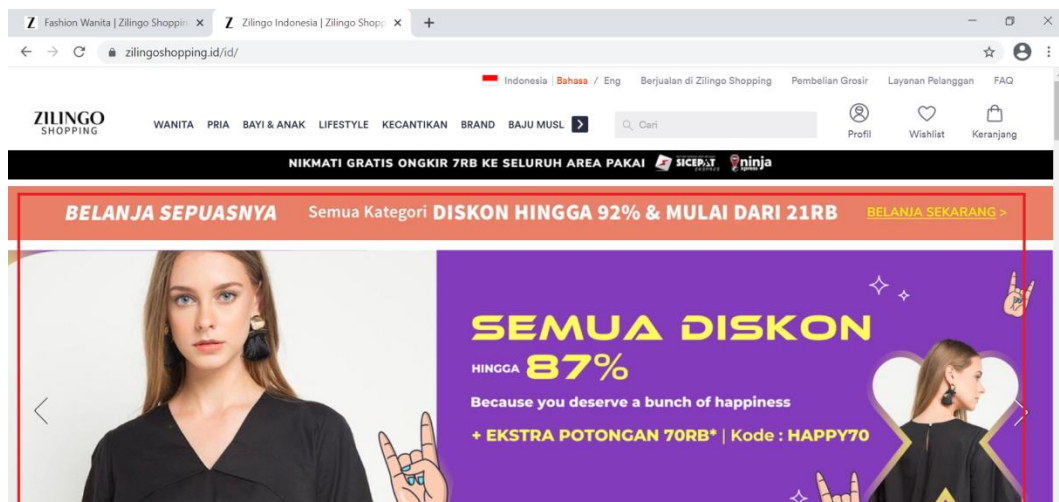 Fashion Wanita | Zilingo Shoppin
Zilingo Indonesia | Zilingo Shopp
zilingoshopping.id/id/
Indonesia | Bahasa / Eng Berjualan di Zilingo Shopping Pembelian Grosir Layanan Pelanggan FAQ
ZILINGO
SHOPPING
WANITA PRIA BAYI & ANAK LIFESTYLE KECANTIKAN BRAND BAJU MUSL
Cari
Profil Wishlist Keranjang
NIKMATI GRATIS ONGKIR 7RB KE SELURUH AREA PAKAI SICEPAT ninja
BELANJA SEPUASNYA Semua Kategori DISKON HINGGA 92% & MULAI DARI 21RB BELANJA SEKARANG >
SEMUA DISKON
HINGGA 87%
Because you deserve a bunch of happiness
+ EKSTRA POTONGAN 70RB* | Kode : HAPPY70